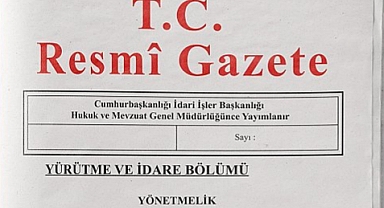 T.C.
Resmî Gazete
Cumhurbaşkanlığı İdari İşler Başkanlığı
Hukuk ve Mevzuat Genel Müdürlüğünce Yayımlanır
Sayı :
YÜRÜTME VE İDARE BÖLÜMÜ
YÖNETMELİK